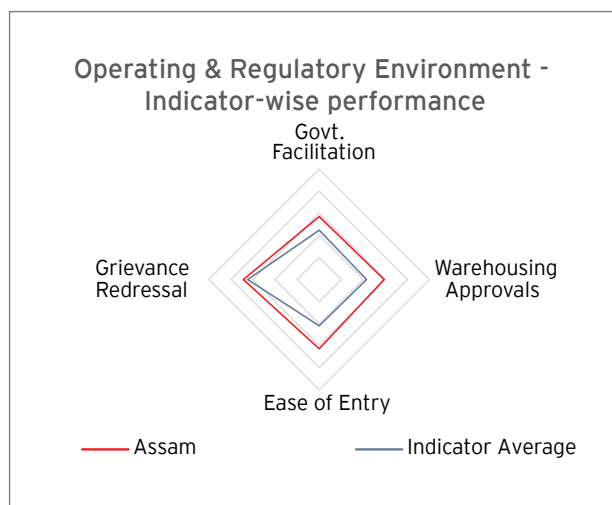 Operating & Regulatory Environment -
Indicator-wise performance
Govt.
Facilitation
Grievance
Redressal
Warehousing
Approvals
Ease of Entry
Assam
Indicator Average